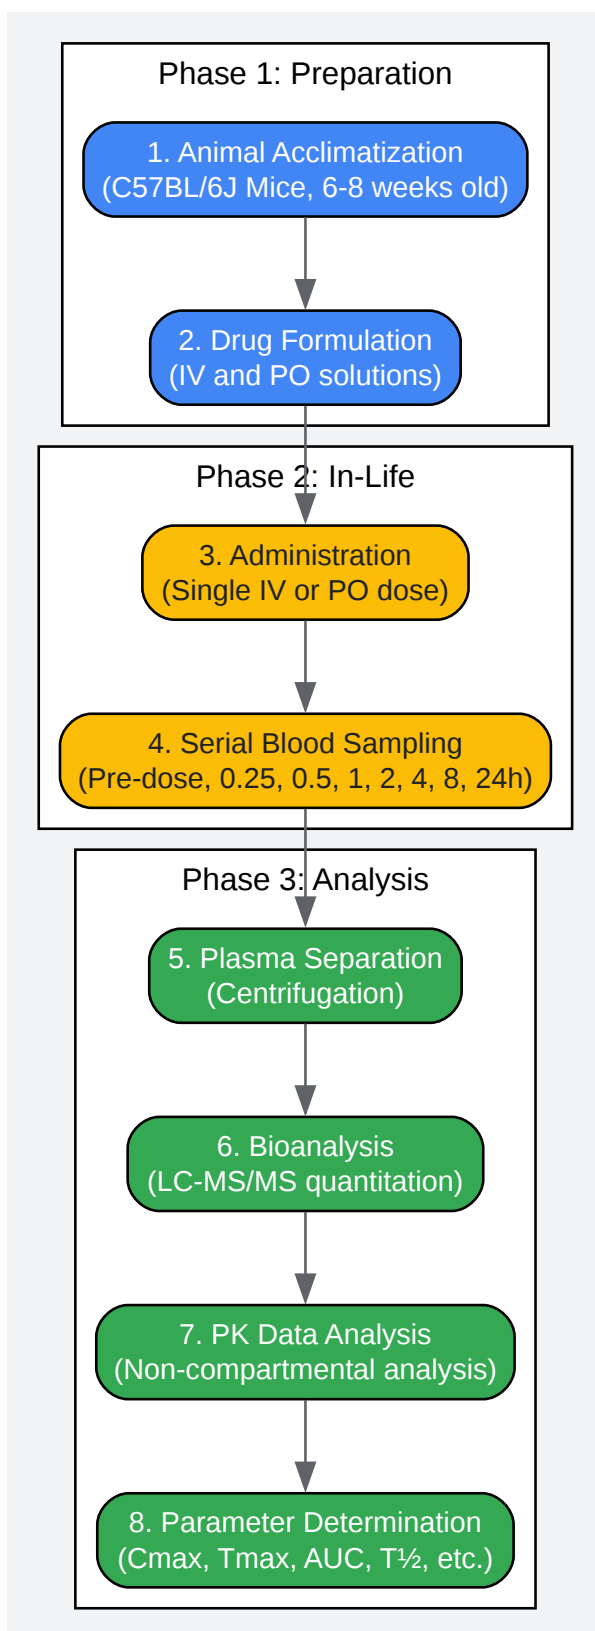 Phase 1: Preparation
1. Animal Acclimatization
(C57BL/6J Mice, 6-8 weeks old)
2. Drug Formulation
(IV and PO solutions)
Phase 2: In-Life
3. Administration
(Single IV or PO dose)
4. Serial Blood Sampling
(Pre-dose, 0.25, 0.5, 1, 2, 4, 8, 24h)
Phase 3: Analysis
5. Plasma Separation
(Centrifugation)
6. Bioanalysis
(LC-MS/MS quantitation)
7. PK Data Analysis
(Non-compartmental analysis)
8. Parameter Determination
(Cmax, Tmax, AUC, T½, etc.)